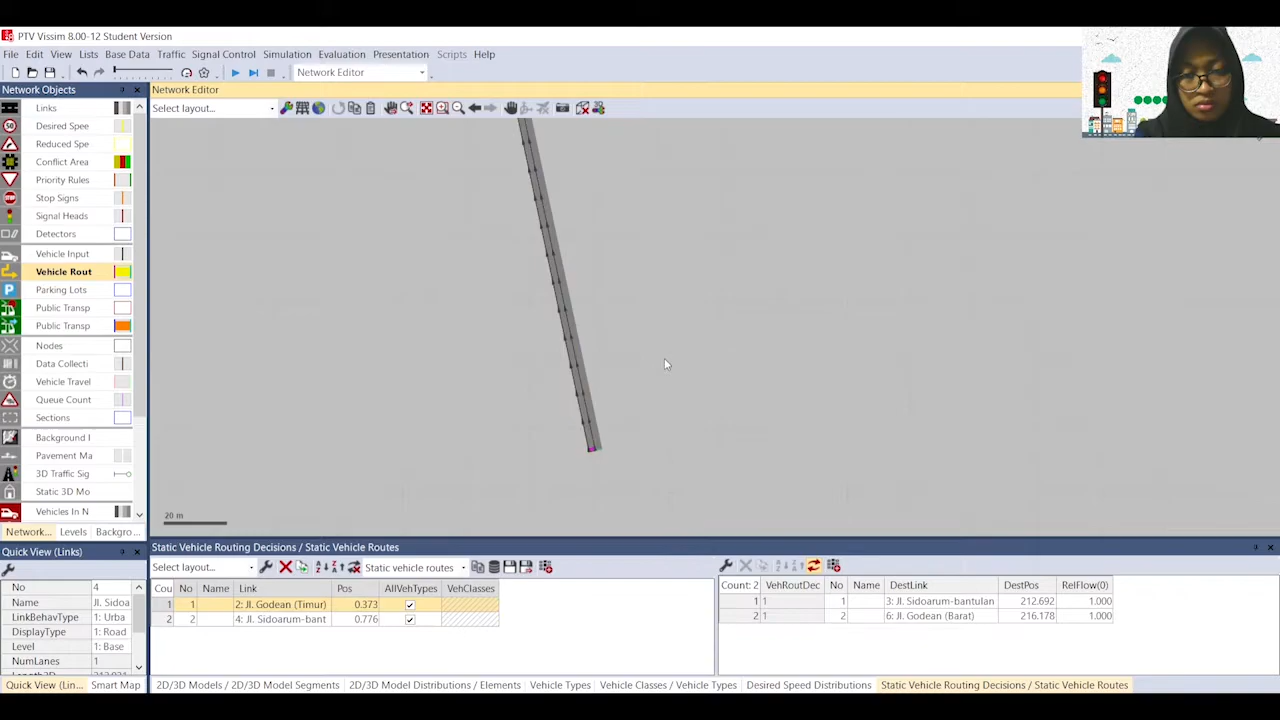 PTV Vissim 8.00-12 Student Version
File Edit View Lists Base Data Traffic Signal Control Simulation Evaluation Presentation Scripts Help
Network Editor
Network Objects
Network Editor
Select layout...
Links
Desired Spee
Reduced Spe
Conflict Area
Priority Rules
Stop Signs
Signal Heads
Detectors
Vehicle Input
Vehicle Rout
Parking Lots
Public Transp
Public Transp
Nodes
Data Collecti
Vehicle Travel
Queue Count
Sections
Background I
Pavement Ma
3D Traffic Sig
Static 3D Mo
Vehicles In N
50
STOP
P
20 m
Network... Levels Backgro...
Quick View (Links)
No 4
Name Jl. Sidoa
LinkBehavType 1: Urba
DisplayType 1: Road
Level 1: Base
NumLanes 1
Quick View (Lin... Smart Map
Static Vehicle Routing Decisions / Static Vehicle Routes
Select layout... Static vehicle routes
Cou No Name Link Pos AllVehTypes VehClasses
1 1 2: Jl. Godean (Timur) 0.373
2 2 4: Jl. Sidoarum-bant 0.776
Count: 2 VehRoutDec No Name DestLink DestPos RelFlow(0)
1 1 1 3: Jl. Sidoarum-bantulan 212.692 1.000
2 1 2 6: Jl. Godean (Barat) 216.178 1.000
2D/3D Models / 2D/3D Model Segments 2D/3D Model Distributions / Elements Vehicle Types Vehicle Classes / Vehicle Types Desired Speed Distributions Static Vehicle Routing Decisions / Static Vehicle Routes